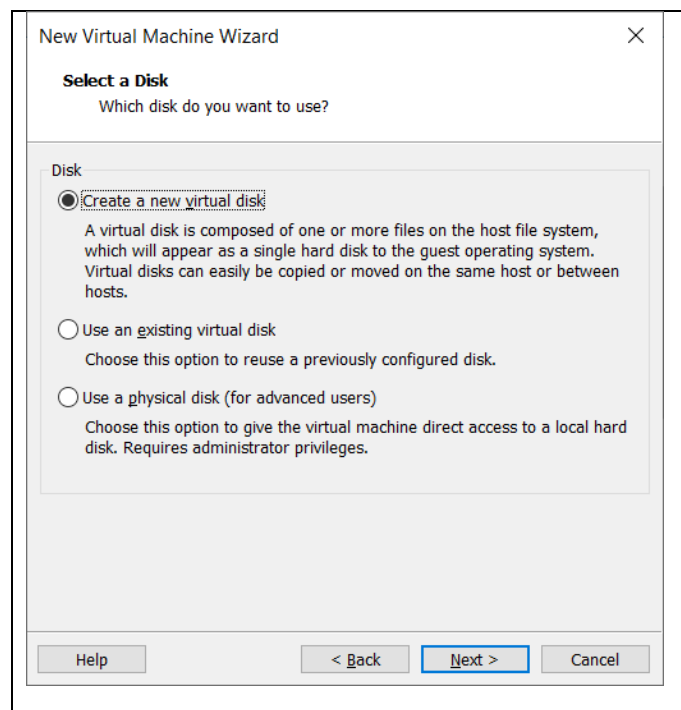 New Virtual Machine Wizard
Select a Disk
Which disk do you want to use?
Disk
Create a new virtual disk
A virtual disk is composed of one or more files on the host file system,
which will appear as a single hard disk to the guest operating system.
Virtual disks can easily be copied or moved on the same host or between
hosts.
Use an existing virtual disk
Choose this option to reuse a previously configured disk.
Use a physical disk (for advanced users)
Choose this option to give the virtual machine direct access to a local hard
disk. Requires administrator privileges.
Help
< Back
Next >
Cancel